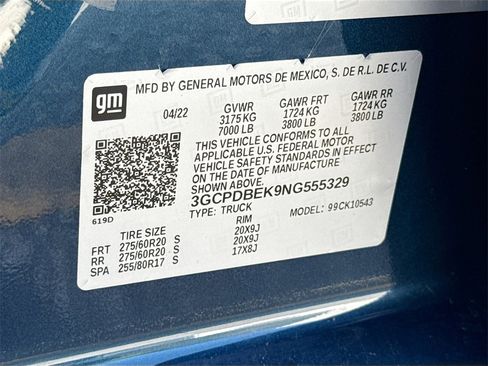 MFD BY GENERAL MOTORS DE MEXICO, S. DE R.L. DE C.V.
gm
04/22 GVWR GAWR FRT GAWR RR
3175 KG 1724 KG 1724 KG
7000 LB 3800 LB 3800 LB
THIS VEHICLE CONFORMS TO ALL
APPLICABLE U.S. FEDERAL MOTOR
VEHICLE SAFETY STANDARDS IN EFFECT
ON THE DATE OF MANUFACTURE SHOWN ABOVE.
3GCPDBEK9NG555329
619D TYPE: TRUCK MODEL: 99CK10543
TIRE SIZE RIM
FRT 275/60R20 S 20X9J
RR 275/60R20 S 20X9J
SPA 255/80R17 S 17X8J